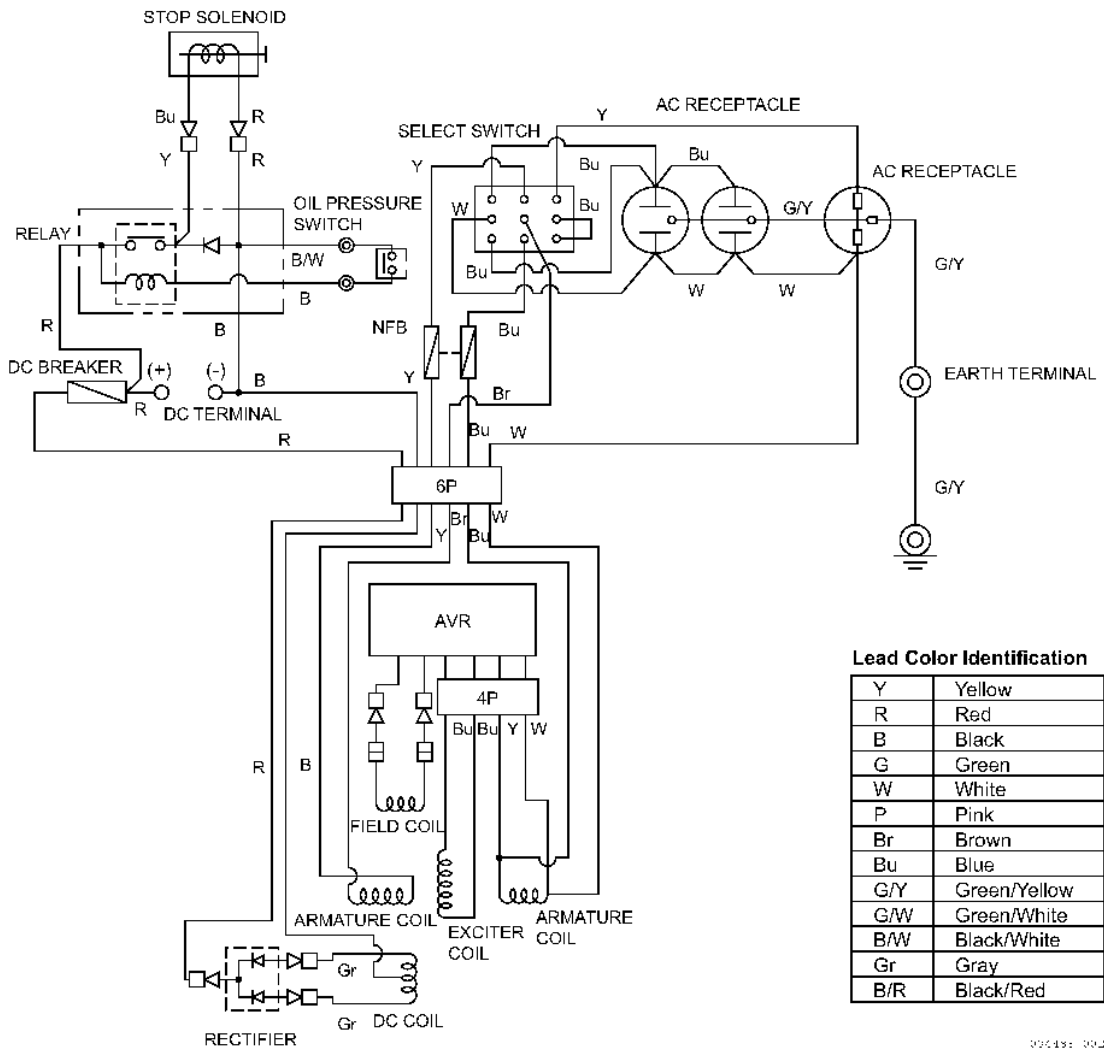 STOP SOLENOID
Bu
R
Y
R
Y
AC RECEPTACLE
SELECT SWITCH
Y
Bu
Bu
AC RECEPTACLE
OIL PRESSURE
SWITCH
W
Bu
G/Y
RELAY
B/W
Bu
G/Y
B
W
W
R
B
NFB
Bu
DC BREAKER
(+)
(-)
B
Y
EARTH TERMINAL
R
DC TERMINAL
Br
Bu
W
R
6P
G/Y
Br
W
Y
Bu
AVR
4P
Bu
Bu
Y
W
R
B
FIELD COIL
ARMATURE COIL
EXCITER
COIL
ARMATURE
COIL
Gr
Gr
DC COIL
RECTIFIER
Lead Color Identification
Y Yellow
R Red
B Black
G Green
W White
P Pink
Br Brown
Bu Blue
G/Y Green/Yellow
G/W Green/White
B/W Black/White
Gr Gray
B/R Black/Red